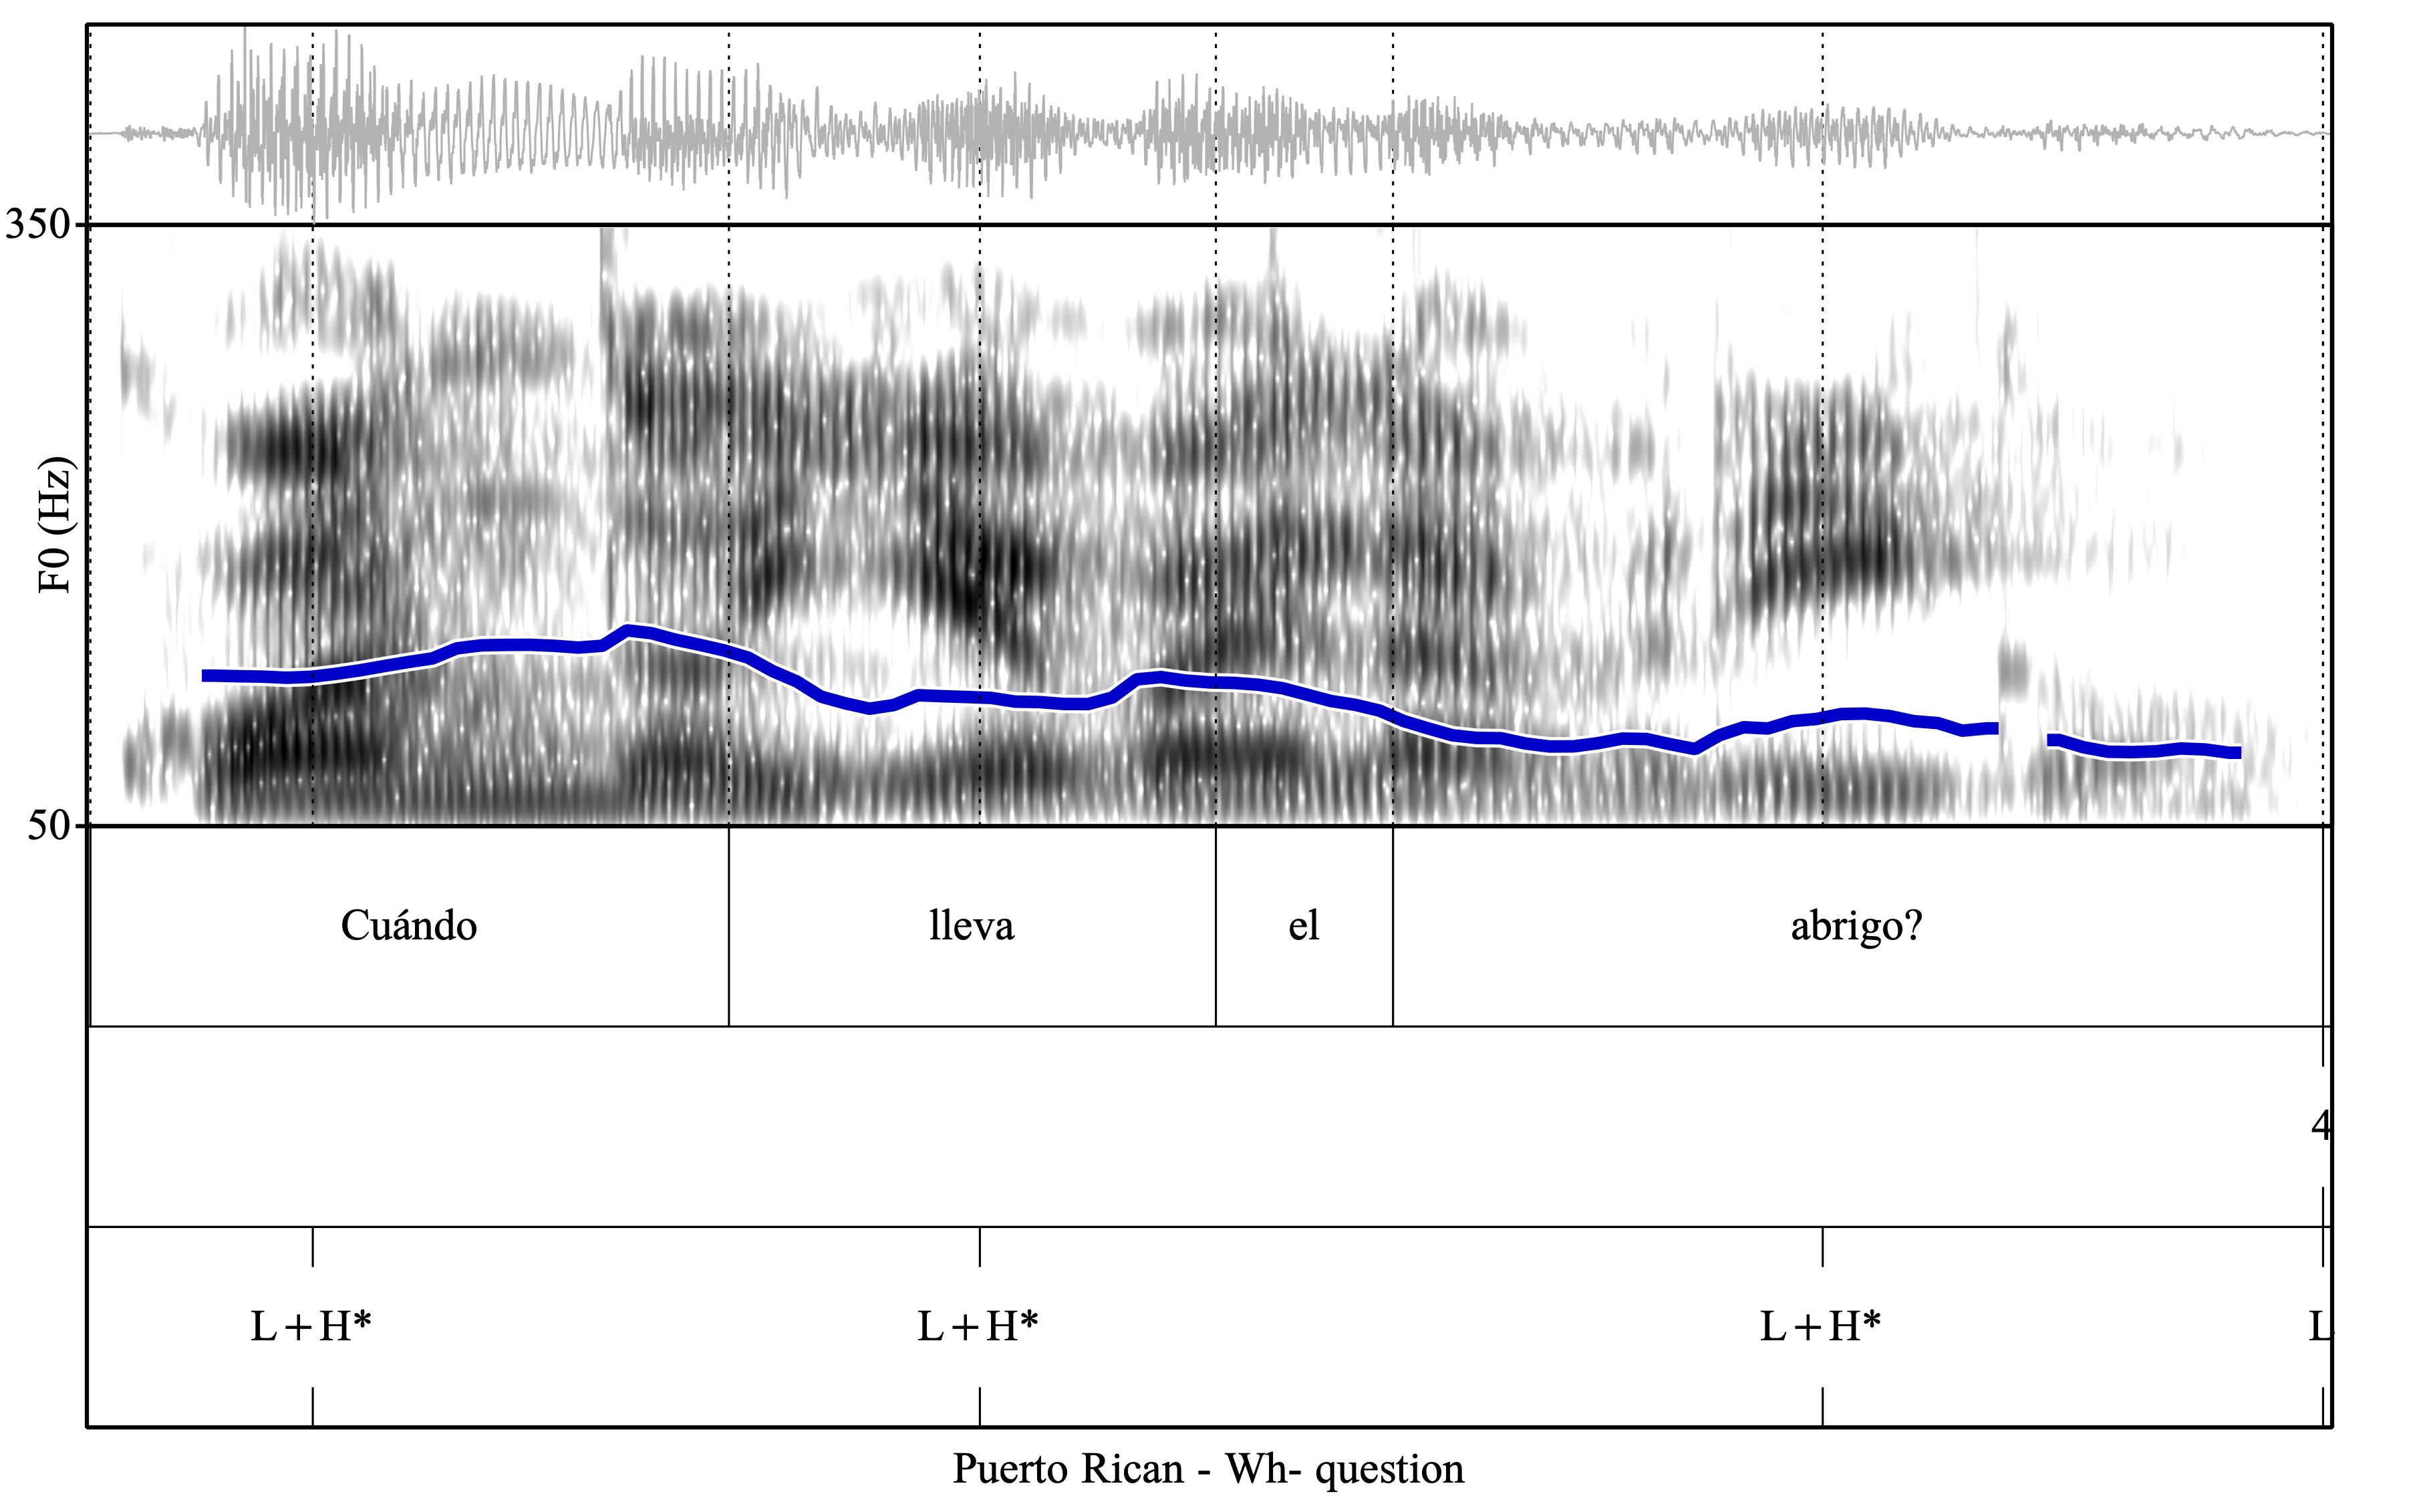 350
F0 (Hz)
50
Cuándo lleva el abrigo?
4
L+H* L+H* L+H* L
Puerto Rican - Wh- question